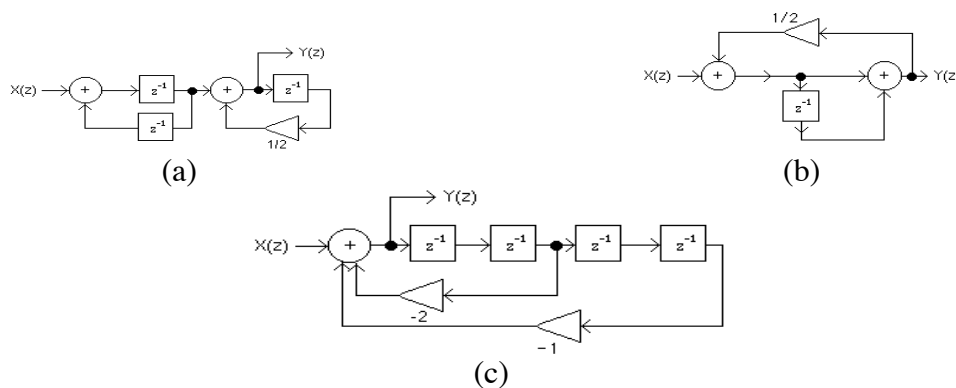 X(z)
+
z⁻¹
z⁻¹
+
z⁻¹
1/2
Y(z)
(a)
1/2
X(z)
+
z⁻¹
+
Y(z
(b)
Y(z)
X(z)
+
z⁻¹
z⁻¹
z⁻¹
z⁻¹
-2
-1
(c)